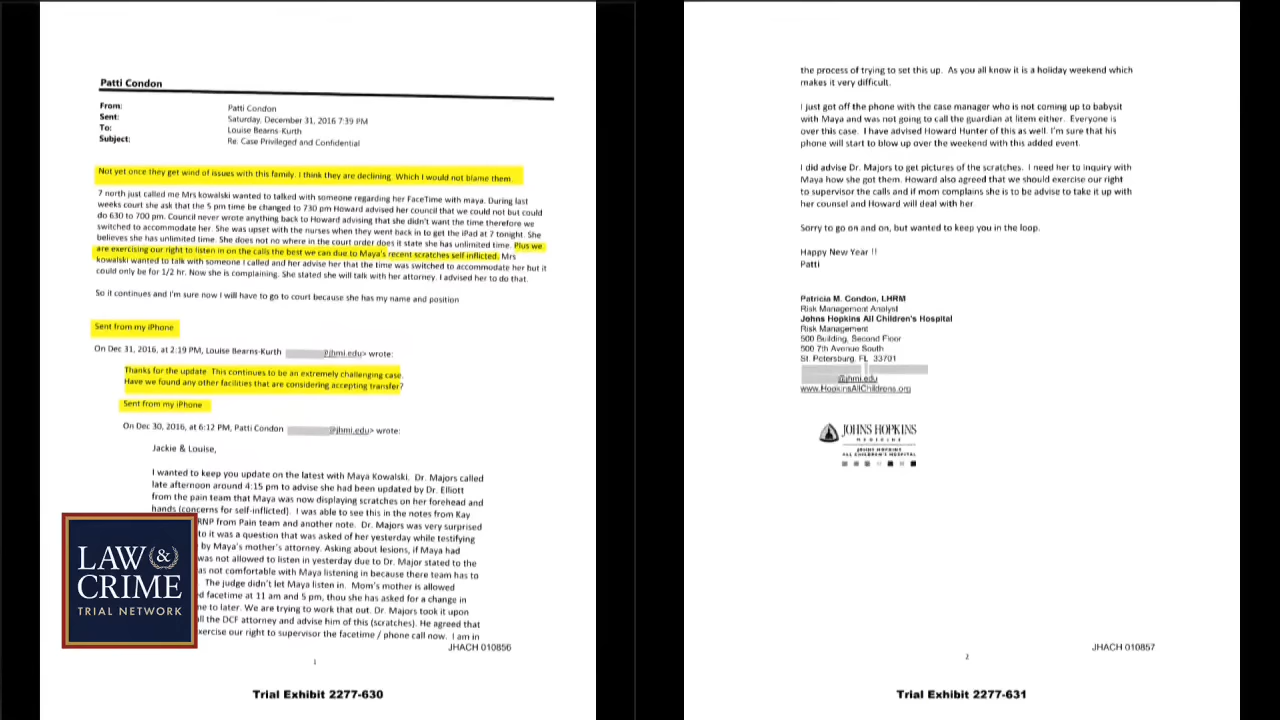 Patti Condon
From: Patti Condon
Sent: Saturday, December 31, 2016 7:39 PM
To: Louise Bearns-Kurth
Subject: Re: Case Privileged and Confidential
Not yet once they get wind of issues with this family. I think they are declining. Which I would not blame them.
7 north just called me Mrs kowalski wanted to talked with someone regarding her FaceTime with maya. During last
weeks court she ask that the 5 pm time be changed to 730 pm Howard advised her council that we could not but could
do 630 to 700 pm. Council never wrote anything back to Howard advising that she didn't want the time therefore we
switched to accommodate her. She was upset with the nurses when they went back in to get the iPad at 7 tonight. She
believes she has unlimited time. She does not no where in the court order does it state she has unlimited time. Plus we
are exercising our right to listen in on the calls the best we can due to Maya's recent scratches self inflicted. Mrs
kowalski wanted to talk with someone I called and her advise her that the time was switched to accommodate her but it
could only be for 1/2 hr. Now she is complaining. She stated she will talk with her attorney. I advised her to do that.
So it continues and I'm sure now I will have to go to court because she has my name and position
Sent from my iPhone
On Dec 31, 2016, at 2:19 PM, Louise Bearns-Kurth @jhmi.edu> wrote:
Thanks for the update This continues to be an extremely challenging case.
Have we found any other facilities that are considering accepting transfer?
Sent from my iPhone
On Dec 30, 2016, at 6:12 PM, Patti Condon @jhmi.edu> wrote:
Jackie & Louise,
I wanted to keep you update on the latest with Maya Kowalski. Dr. Majors called
late afternoon around 4:15 pm to advise she had been updated by Dr. Elliott
from the pain team that Maya was now displaying scratches on her forehead and
hands (concerns for self-inflicted). I was able to see this in the notes from Kay
RNP from Pain team and another note. Dr. Majors was very surprised
to it was a question that was asked of her yesterday while testifying
by Maya's mother's attorney. Asking about lesions, if Maya had
was not allowed to listen in yesterday due to Dr. Major stated to the
as not comfortable with Maya listening in because there team has to
The judge didn't let Maya listen in. Mom's mother is allowed
d facetime at 11 am and 5 pm, thou she has asked for a change in
me to later. We are trying to work that out. Dr. Majors took it upon
ll the DCF attorney and advise him of this (scratches). He agreed that
xercise our right to supervisor the facetime / phone call now. I am in
JHACH 010856
1
Trial Exhibit 2277-630
LAW &
CRIME
TRIAL NETWORK
the process of trying to set this up. As you all know it is a holiday weekend which
makes it very difficult.
I just got off the phone with the case manager who is not coming up to babysit
with Maya and was not going to call the guardian at litem either. Everyone is
over this case. I have advised Howard Hunter of this as well. I'm sure that his
phone will start to blow up over the weekend with this added event.
I did advise Dr. Majors to get pictures of the scratches. I need her to inquiry with
Maya how she got them. Howard also agreed that we should exercise our right
to supervisor the calls and if mom complains she is to be advise to take it up with
her counsel and Howard will deal with her
Sorry to go on and on, but wanted to keep you in the loop.
Happy New Year !!
Patti
Patricia M. Condon, LHRM
Risk Management Analyst
Johns Hopkins All Children's Hospital
Risk Management
500 Building, Second Floor
500 7th Avenue South
St. Petersburg, FL 33701
@jhmi.edu
www.HopkinsAllChildrens.org
JOHNS HOPKINS
MEDICINE
JOHNS HOPKINS
ALL CHILDREN'S HOSPITAL
JHACH 010857
2
Trial Exhibit 2277-631